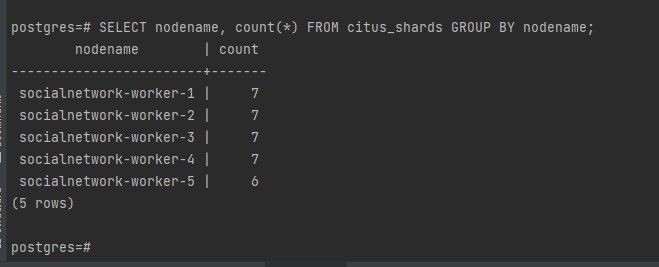 postgres=# SELECT nodename, count(*) FROM citus_shards GROUP BY nodename;
        nodename        | count
------------------------+-------
 socialnetwork-worker-1 |     7
 socialnetwork-worker-2 |     7
 socialnetwork-worker-3 |     7
 socialnetwork-worker-4 |     7
 socialnetwork-worker-5 |     6
(5 rows)
postgres=#